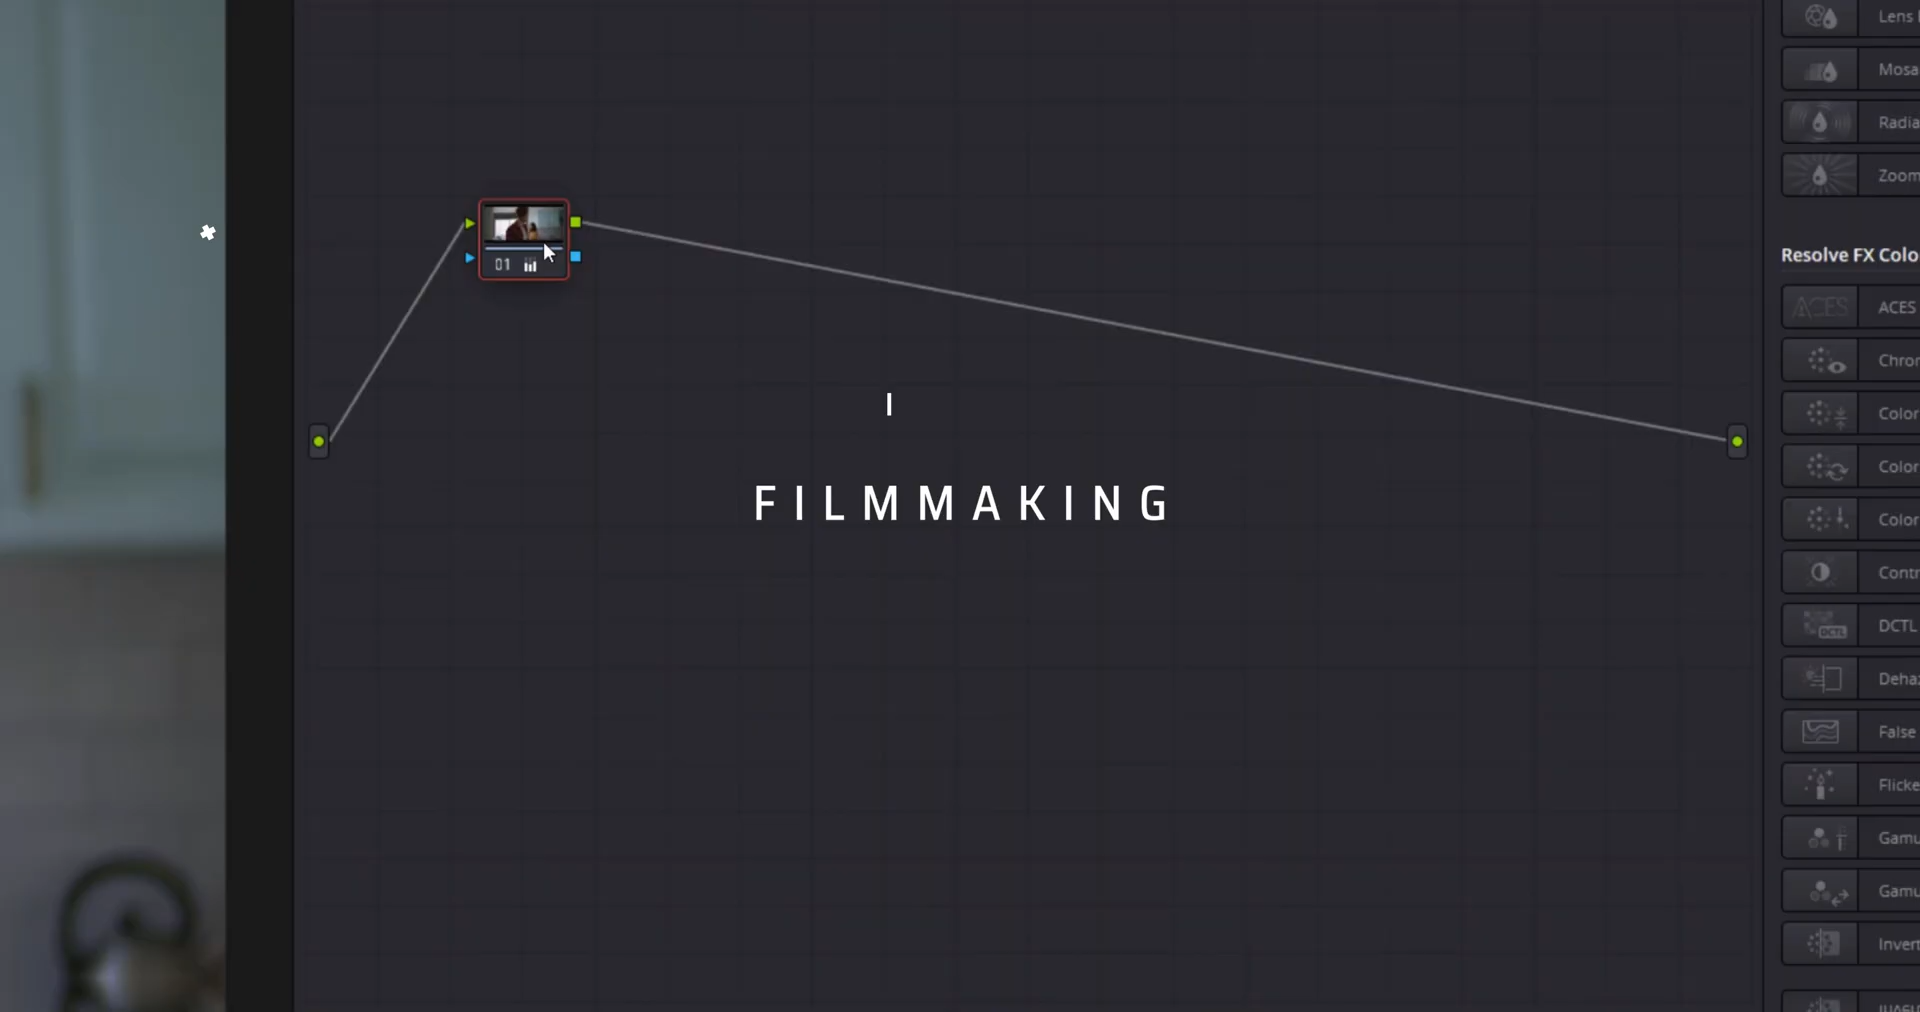 Lens
Mosa
Radia
Zoom
01
Resolve FX Colo
ACES ACES
I
Chror
Color
Color
FILMMAKING
Color
Contr
DCTL DCTL
Dehaz
False
Flicke
Gamu
Gamu
Invert